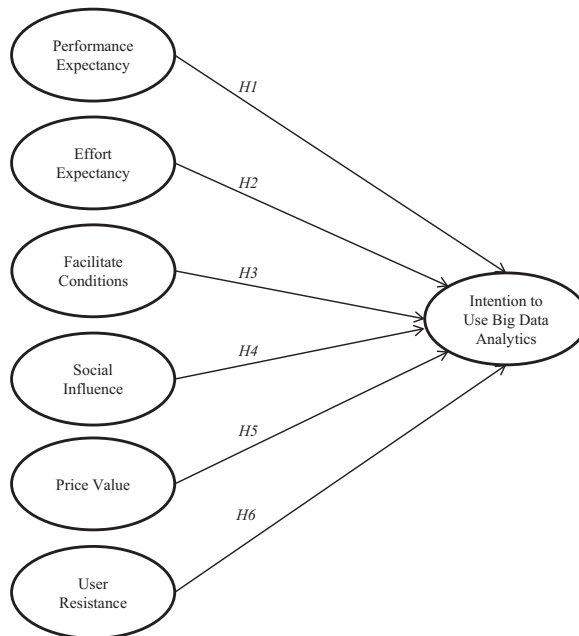 Performance
Expectancy
H1
Effort
Expectancy
H2
Facilitate
Conditions
H3
Intention to
Use Big Data
Analytics
H4
Social
Influence
H5
Price Value
H6
User
Resistance